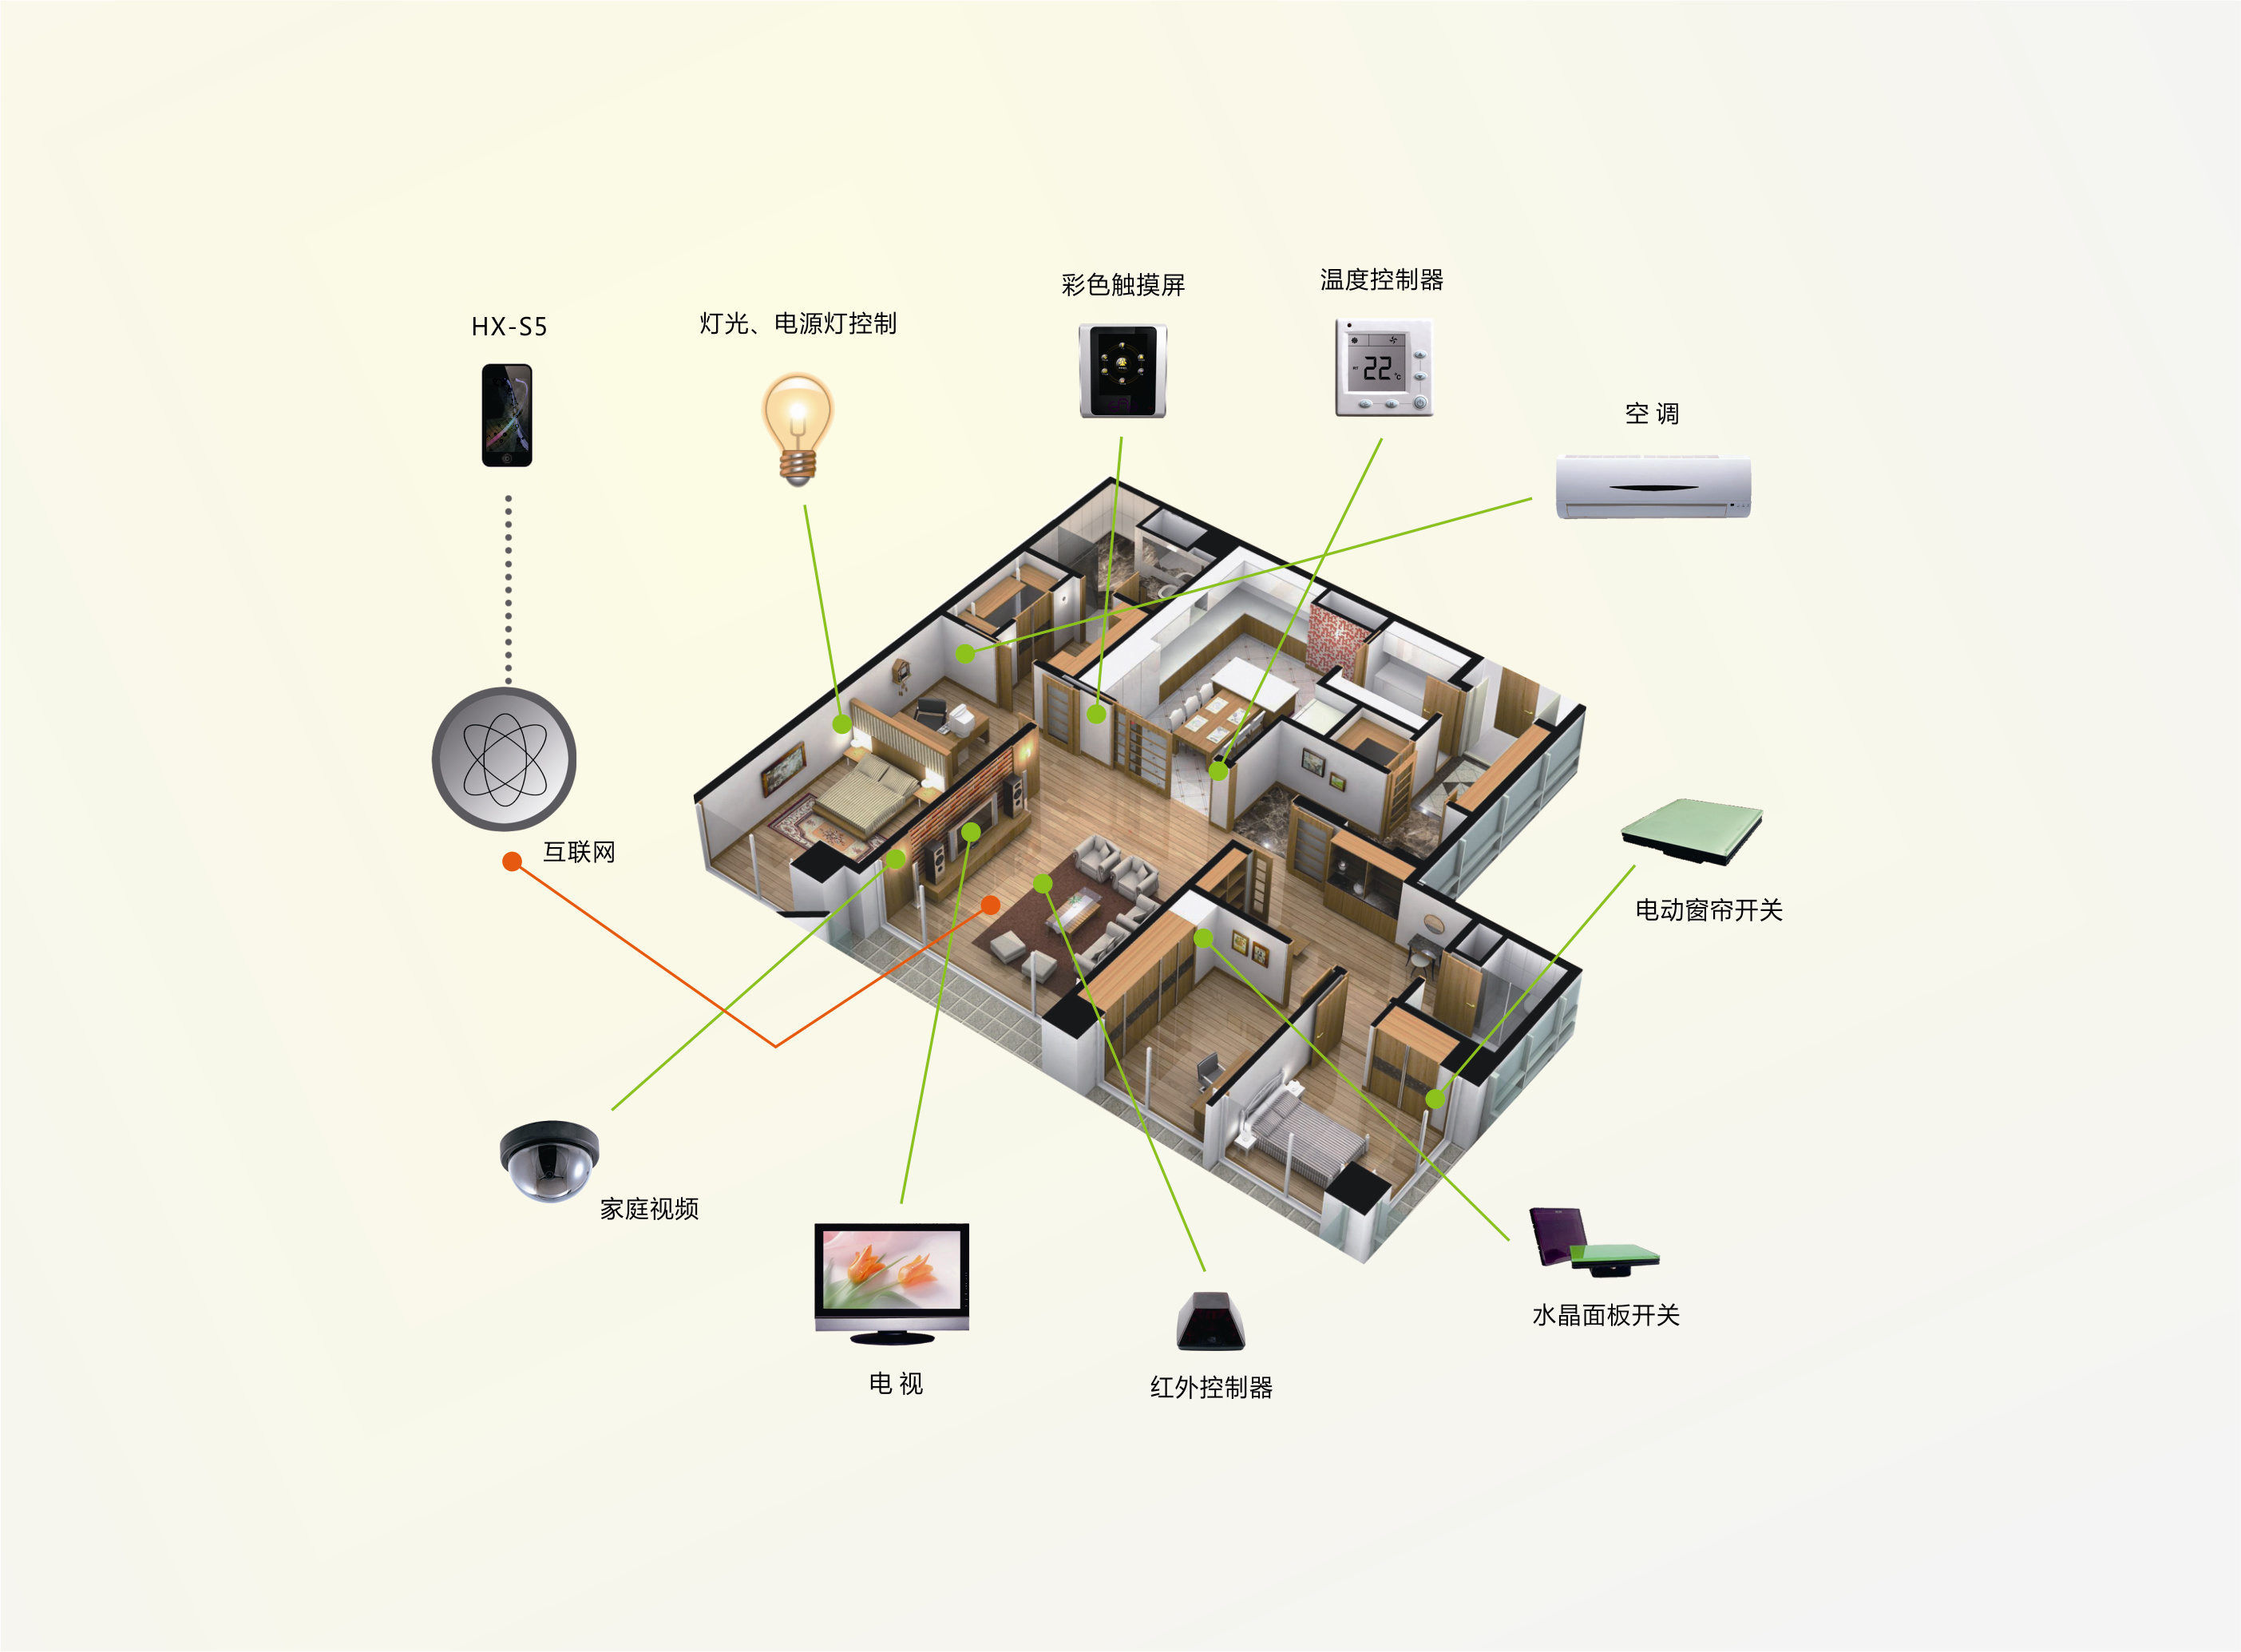 彩色触摸屏
温度控制器
HX-S5
灯光、电源灯控制
22
°C
空 调
互联网
电动窗帘开关
家庭视频
水晶面板开关
电 视
红外控制器